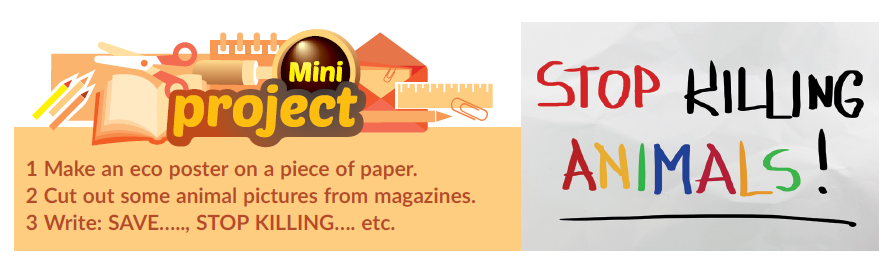 Mini
project
1 Make an eco poster on a piece of paper.
2 Cut out some animal pictures from magazines.
3 Write: SAVE....., STOP KILLING.... etc.
STOP KILLING
ANIMALS!